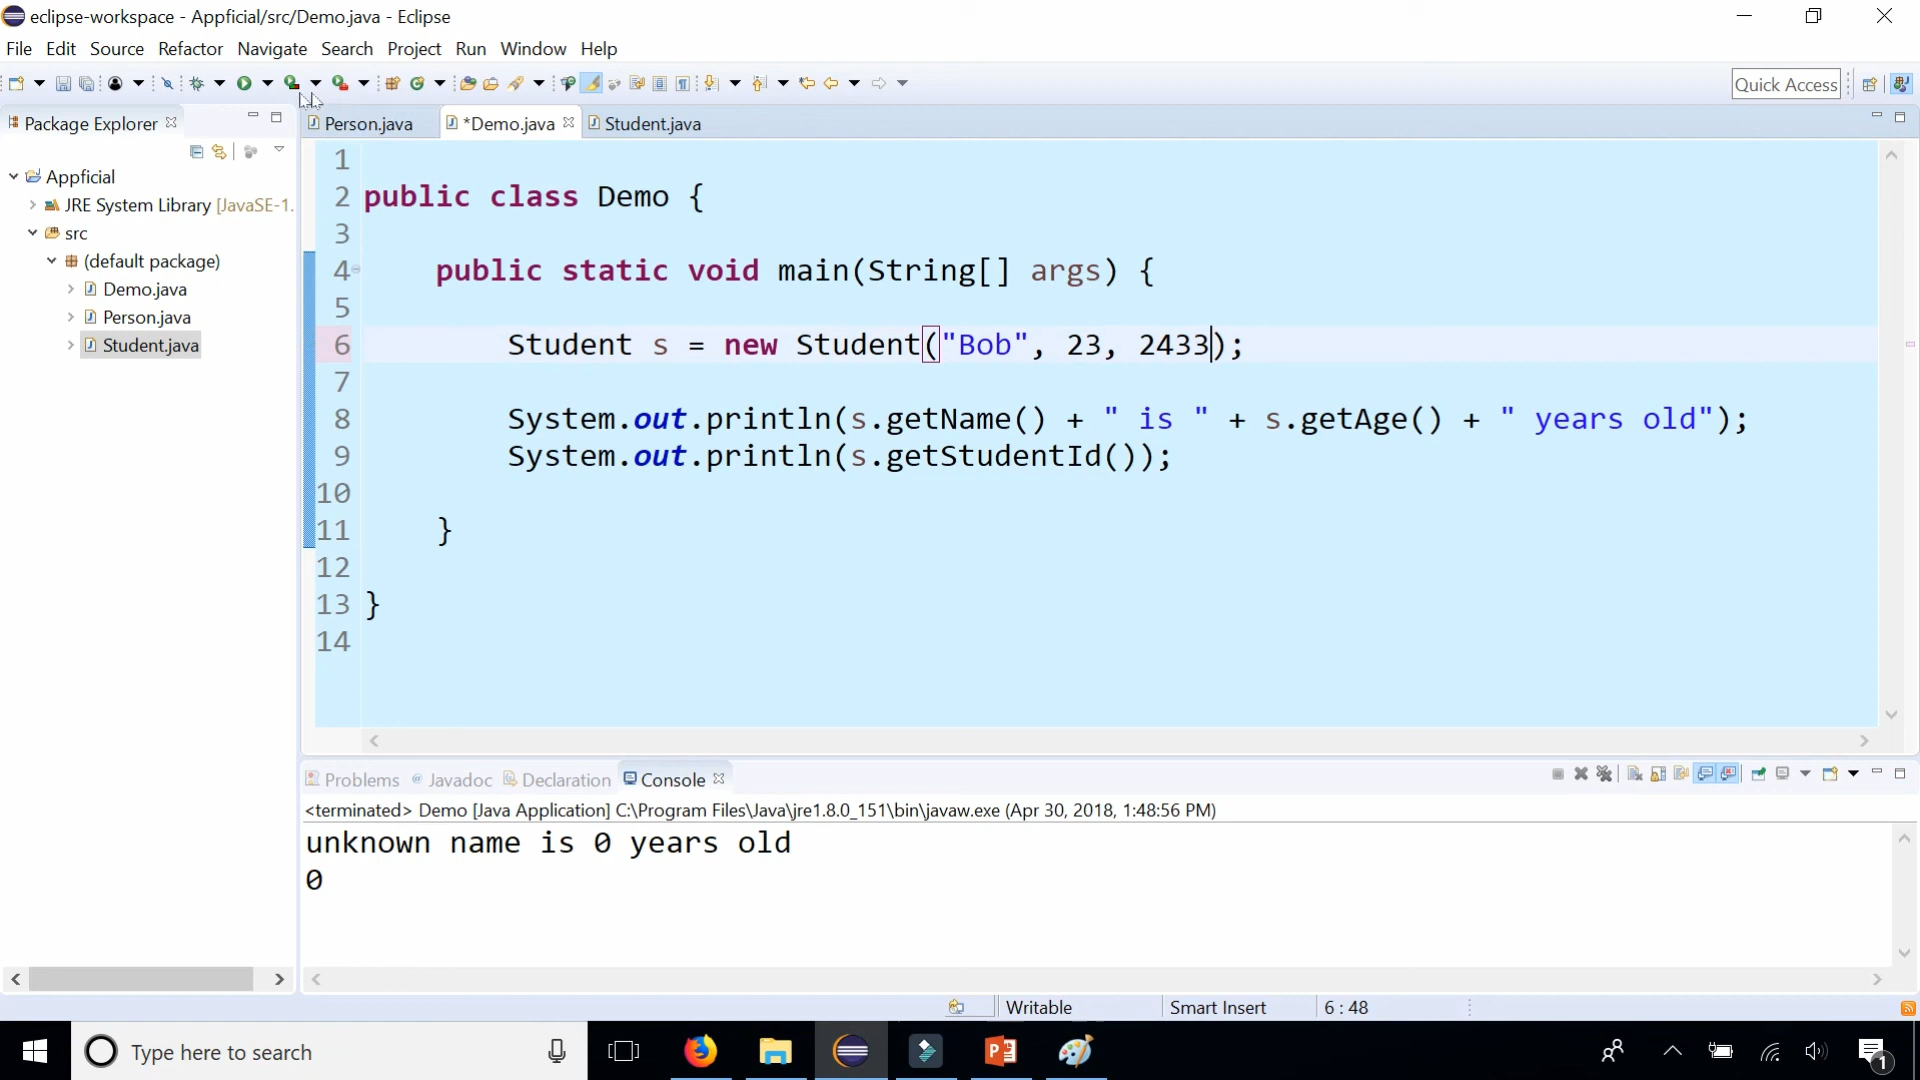 eclipse-workspace - Appficial/src/Demo.java - Eclipse
File Edit Source Refactor Navigate Search Project Run Window Help
Quick Access
Package Explorer
Person.java *Demo.java Student.java
Appficial
JRE System Library [JavaSE-1.
src
(default package)
Demo.java
Person.java
Student.java
1
2 public class Demo {
3
4 public static void main(String[] args) {
5
6 Student s = new Student("Bob", 23, 2433);
7
8 System.out.println(s.getName() + " is " + s.getAge() + " years old");
9 System.out.println(s.getStudentId());
10
11 }
12
13 }
14
Problems Javadoc Declaration Console
<terminated> Demo [Java Application] C:\Program Files\Java\jre1.8.0_151\bin\javaw.exe (Apr 30, 2018, 1:48:56 PM)
unknown name is 0 years old
0
Writable Smart Insert 6 : 48
Type here to search
1